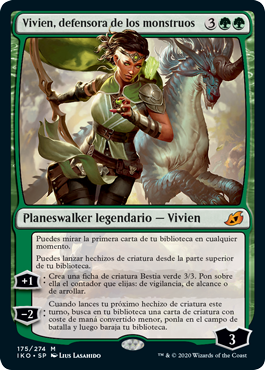 Vivien, defensora de los monstruos 3
Planeswalker legendario — Vivien
Puedes mirar la primera carta de tu biblioteca en cualquier
momento.
Puedes lanzar hechizos de criatura desde la parte superior
de tu biblioteca.
+1 Crea una ficha de criatura Bestia verde 3/3. Pon sobre
ella el contador que elijas: de vigilancia, de alcance o
de arrollar.
−2 Cuando lances tu próximo hechizo de criatura este
turno, busca en tu biblioteca una carta de criatura con
coste de maná convertido menor, ponla en el campo
de batalla y luego baraja tu biblioteca.
3
175/274 M
IKO • SP Lius Lasahido
™ & © 2020 Wizards of the Coast